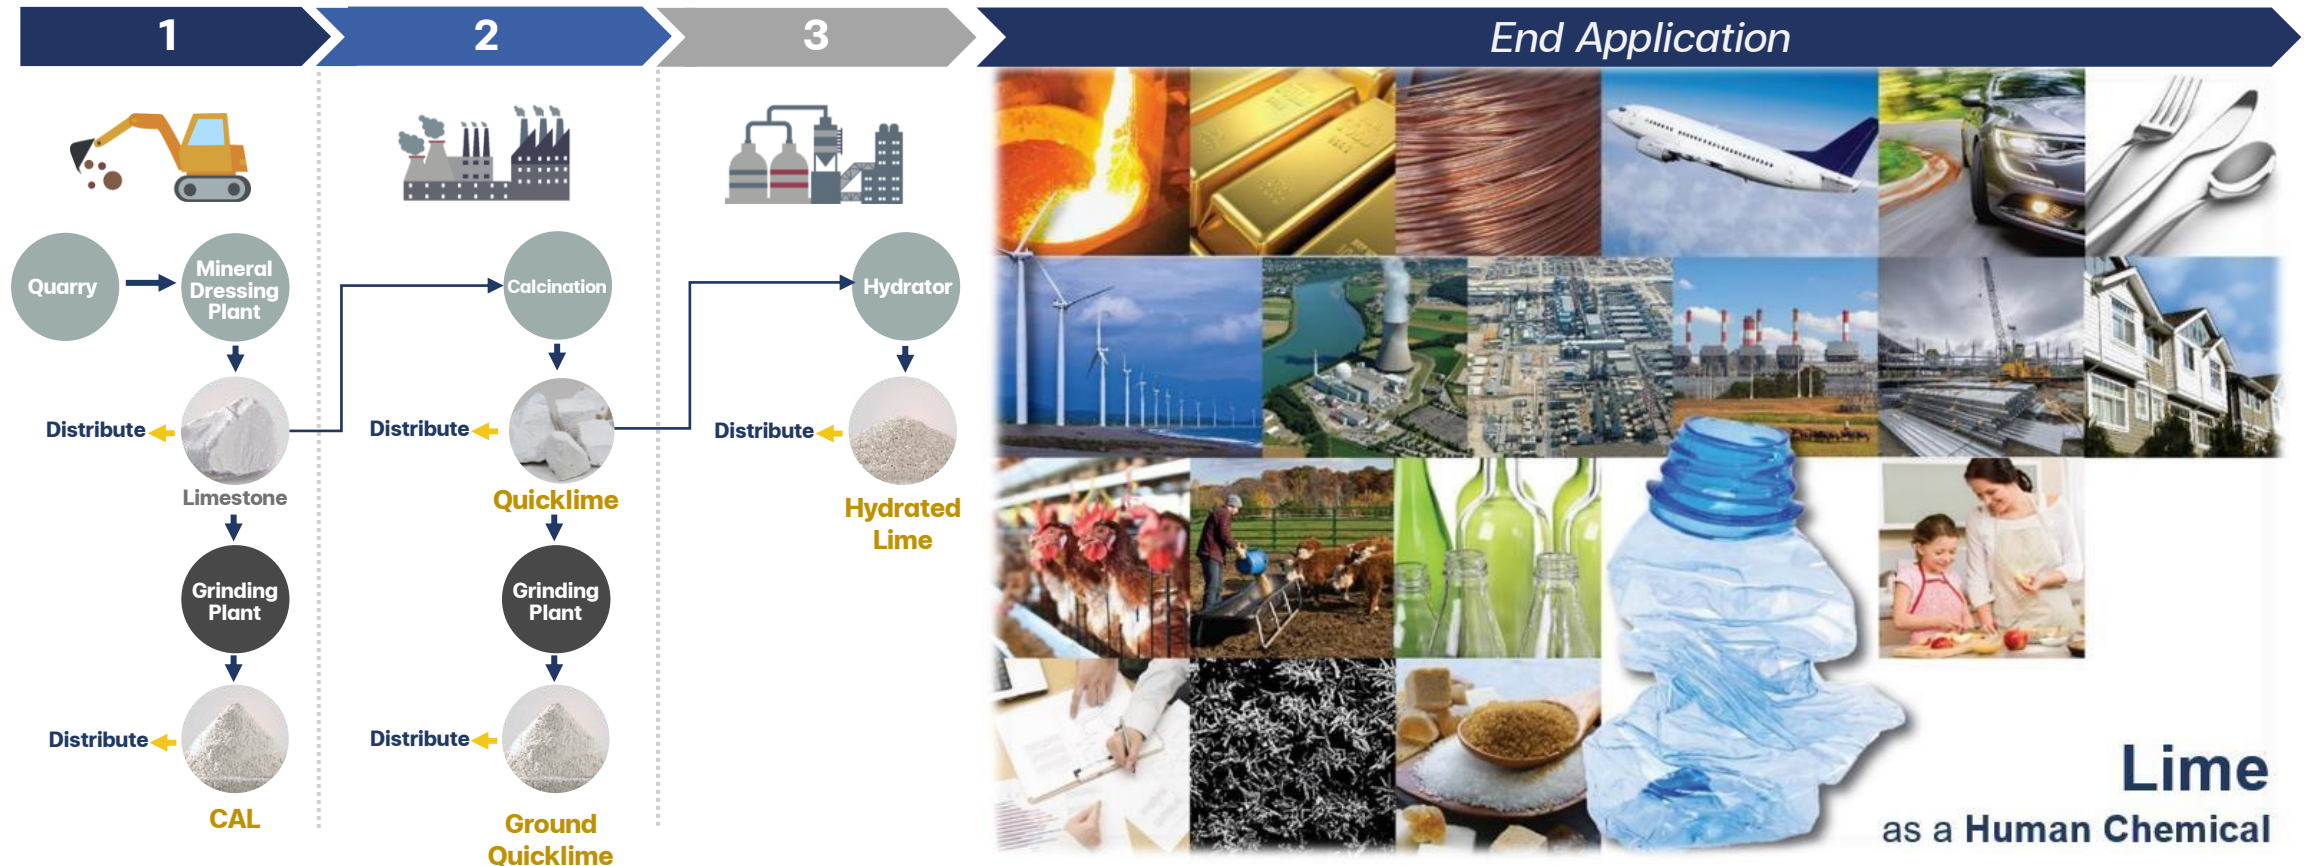 1
2
3
End Application
Quarry
Mineral
Dressing
Plant
Distribute
Limestone
Grinding
Plant
Distribute
CAL
Calcination
Distribute
Quicklime
Grinding
Plant
Distribute
Ground
Quicklime
Hydrator
Distribute
Hydrated
Lime
Lime
as a Human Chemical